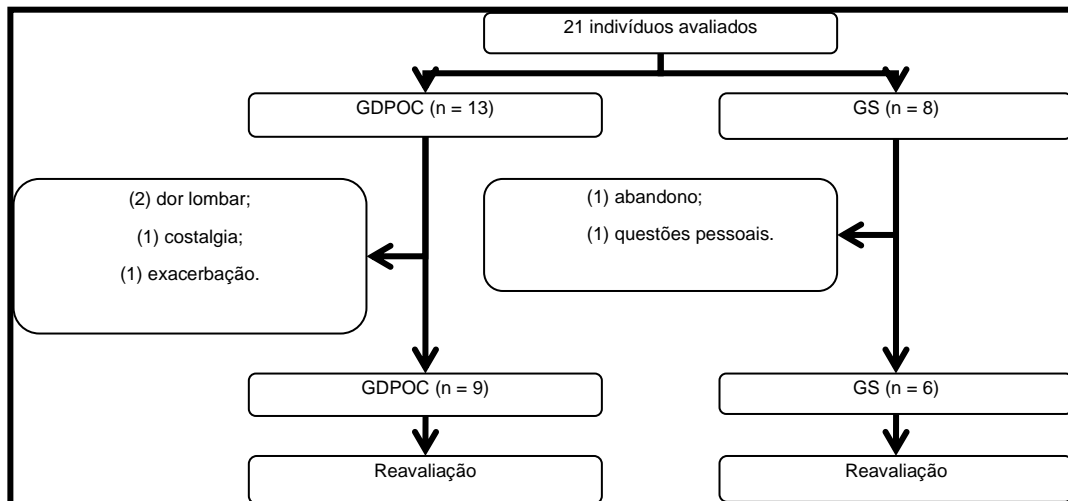 21 indivíduos avaliados
GDPOC (n = 13)
GS (n = 8)
(2) dor lombar;
(1) costalgia;
(1) exacerbação.
(1) abandono;
(1) questões pessoais.
GDPOC (n = 9)
GS (n = 6)
Reavaliação
Reavaliação